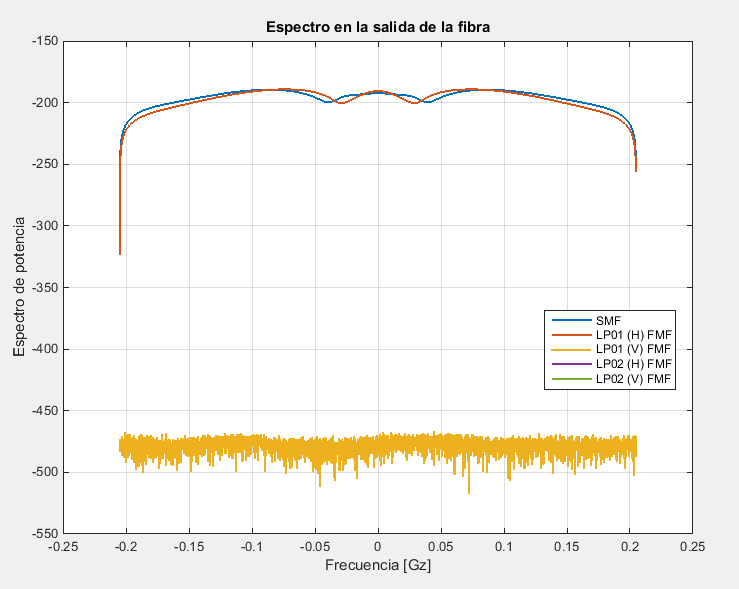 Espectro en la salida de la fibra
Espectro de potencia
-150
-200
-250
-300
-350
-400
-450
-500
-550
SMF
LP01 (H) FMF
LP01 (V) FMF
LP02 (H) FMF
LP02 (V) FMF
-0.25
-0.2
-0.15
-0.1
-0.05
0
0.05
0.1
0.15
0.2
0.25
Frecuencia [Gz]